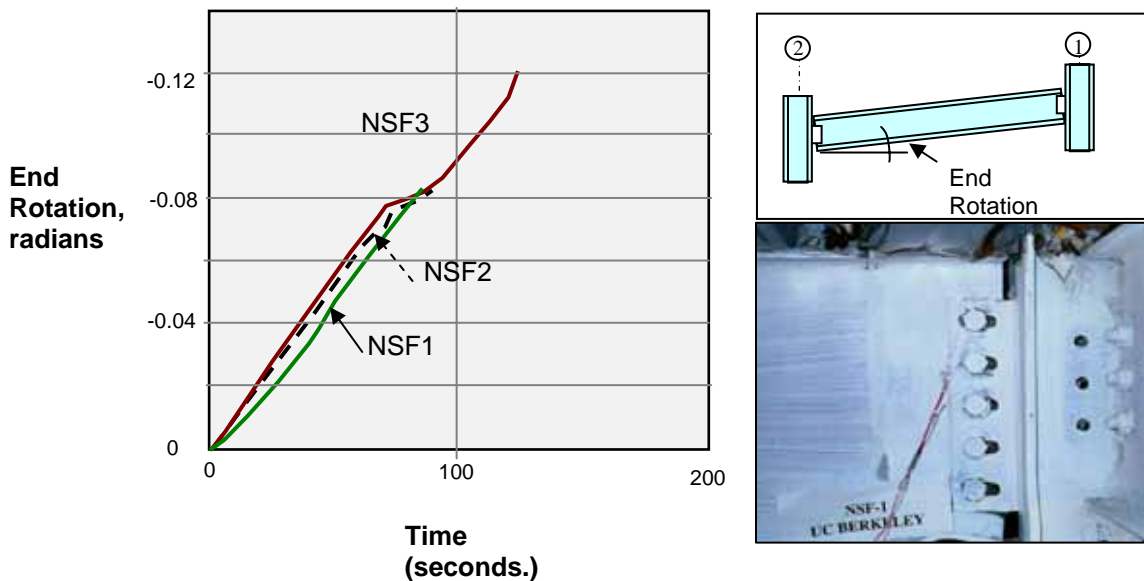 -0.12
-0.08
-0.04
0
0
100
200
End
Rotation,
radians
Time
(seconds.)
NSF3
NSF2
NSF1
2
1
End
Rotation
NSF-1
UC BERKELEY